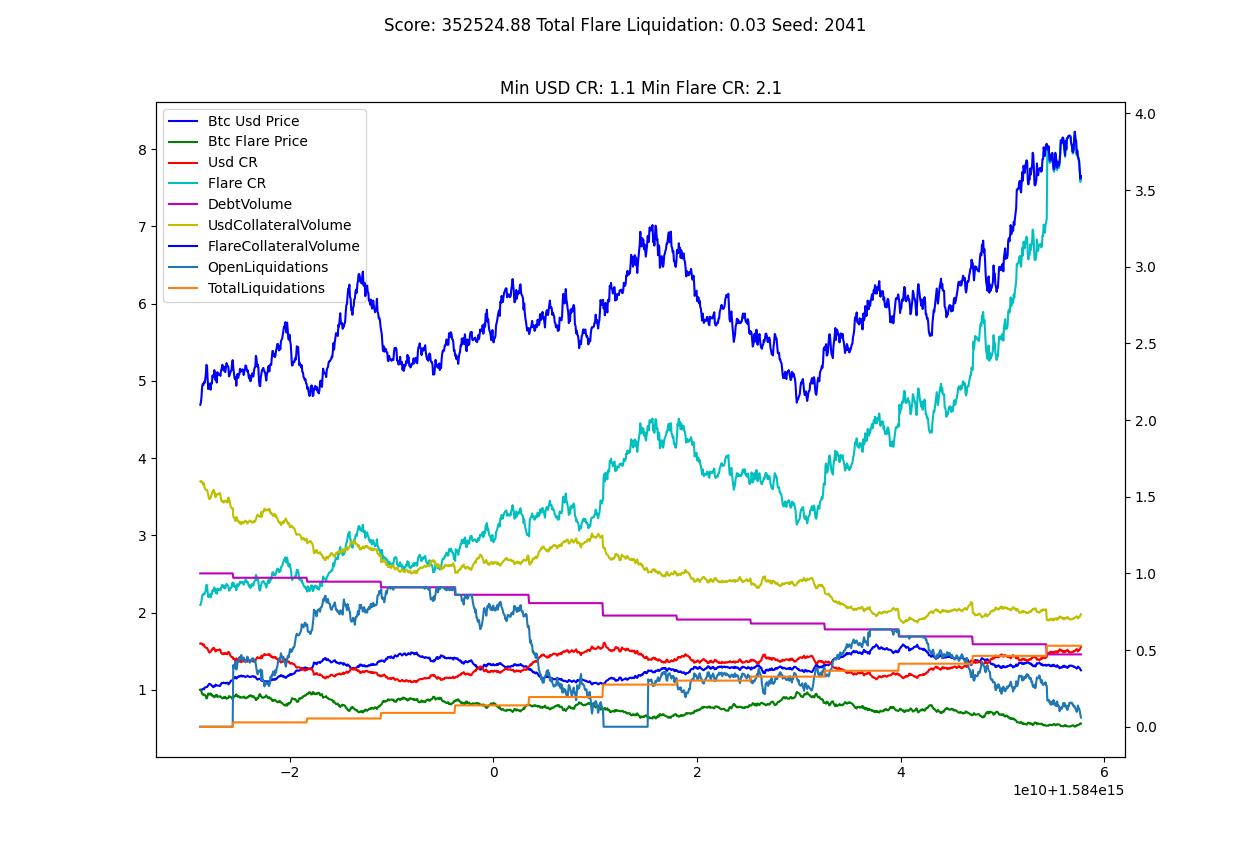 Score: 352524.88 Total Flare Liquidation: 0.03 Seed: 2041
Min USD CR: 1.1 Min Flare CR: 2.1
Btc Usd Price
Btc Flare Price
Usd CR
Flare CR
DebtVolume
UsdCollateralVolume
FlareCollateralVolume
OpenLiquidations
TotalLiquidations
8
7
6
5
4
3
2
1
4.0
3.5
3.0
2.5
2.0
1.5
1.0
0.5
0.0
−2
0
2
4
6
1e10+1.584e15